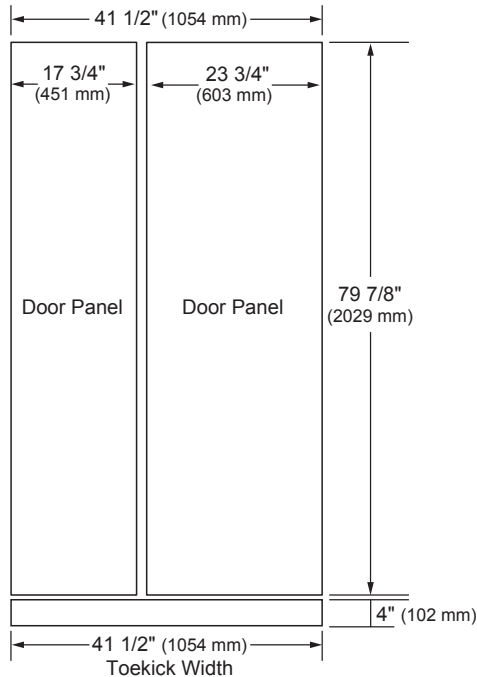 41 1/2" (1054 mm)
17 3/4"
(451 mm)
23 3/4"
(603 mm)
Door Panel
Door Panel
79 7/8"
(2029 mm)
4" (102 mm)
41 1/2" (1054 mm)
Toekick Width